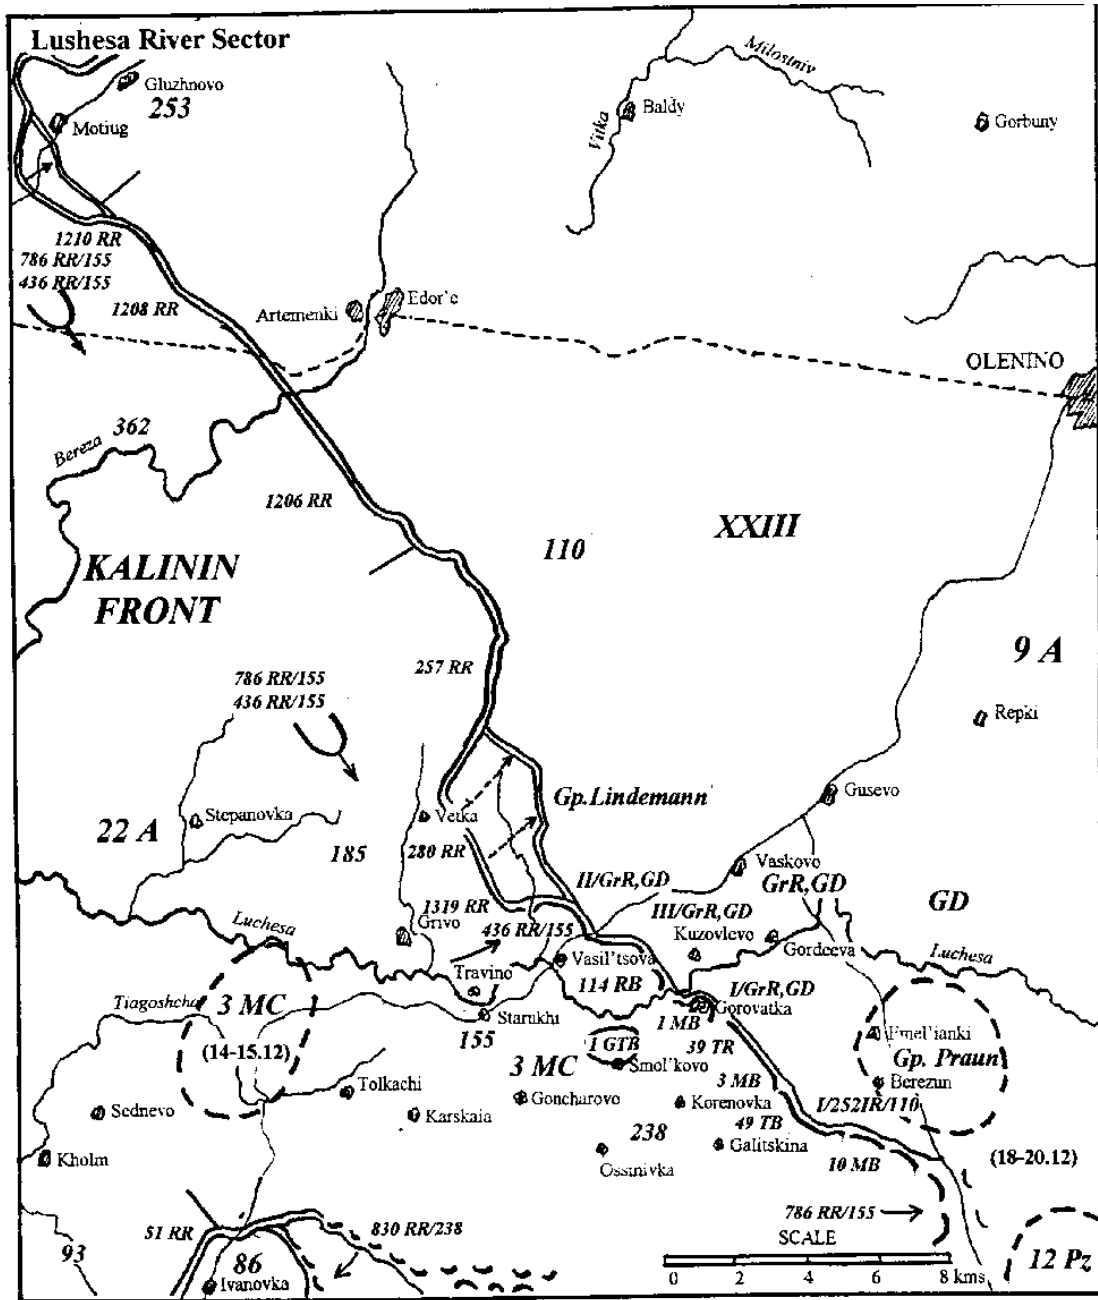 Lushesa River Sector
Gluzhnovo
253
Motiug
Milostniv
Vitka
Baldy
Gorbuny
1210 RR
786 RR/155
436 RR/155
1208 RR
Artemenki
Edor'e
OLENINO
Bereza
362
1206 RR
110
XXIII
KALININ
FRONT
9 A
257 RR
786 RR/155
436 RR/155
Repki
Gp.Lindemann
Gusevo
22 A
Stepanovka
Vetka
185
280 RR
Vaskovo
II/GrR,GD
GrR,GD
GD
1319 RR
III/GrR,GD
Luchesa
Grivo
436 RR/155
Kuzovlevo
Gordeeva
Luchesa
Travino
Vasil'tsova
114 RB
I/GrR,GD
Tiagoshcha
3 MC
Gorovatka
Starukhi
1 MB
(14-15.12)
155
1 GTB
39 TR
Emel'ianki
3 MC
Smol'kovo
Gp. Praun
3 MB
Berezun
Tolkachi
Goncharovo
Korenovka
I/252IR/110
Sednevo
Karskaia
49 TB
238
Galitskina
Kholm
Ossinivka
10 MB
(18-20.12)
786 RR/155
51 RR
830 RR/238
SCALE
93
86
Ivanovka
0 2 4 6 8 kms
12 Pz